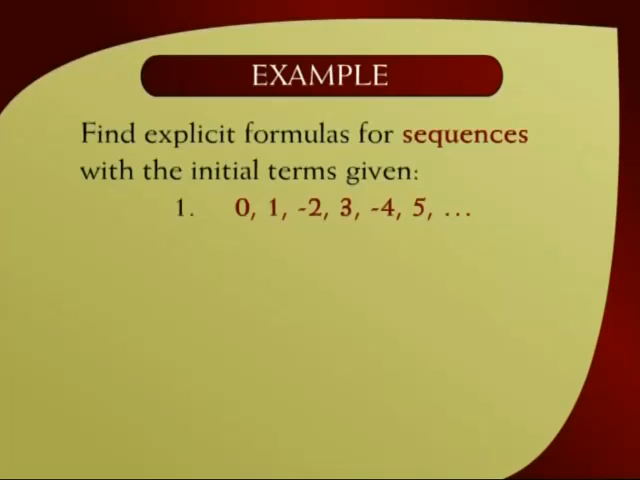 EXAMPLE
Find explicit formulas for sequences
with the initial terms given:
1. 0, 1, -2, 3, -4, 5, ...